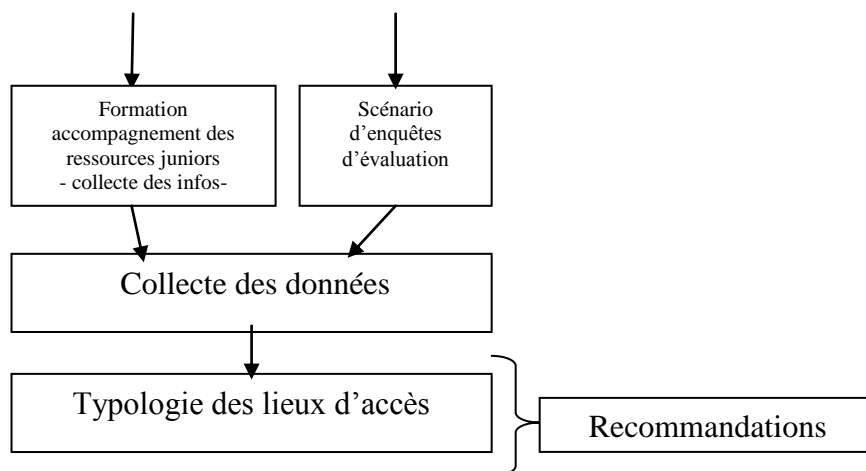 Formation
accompagnement des
ressources juniors
- collecte des infos-
Scénario
d’enquêtes
d’évaluation
Collecte des données
Typologie des lieux d’accès
Recommandations